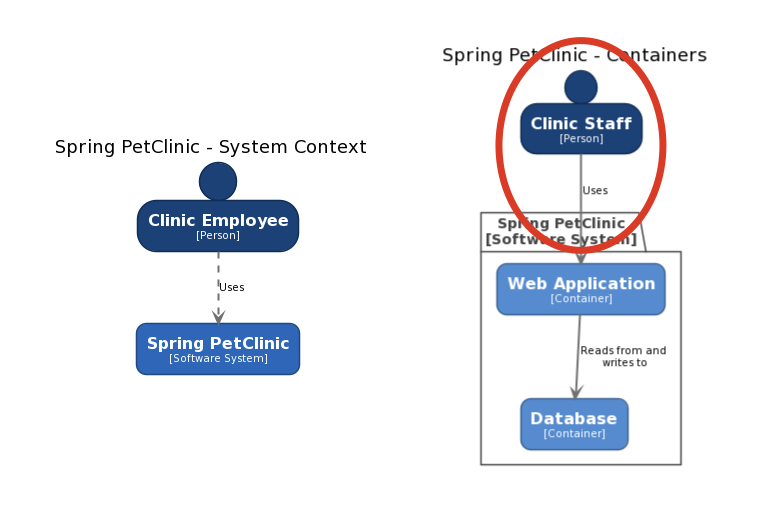 Spring PetClinic - System Context
Clinic Employee
[Person]
Uses
Spring PetClinic
[Software System]
Spring PetClinic - Containers
Clinic Staff
[Person]
Uses
Spring PetClinic
[Software System]
Web Application
[Container]
Reads from and
writes to
Database
[Container]